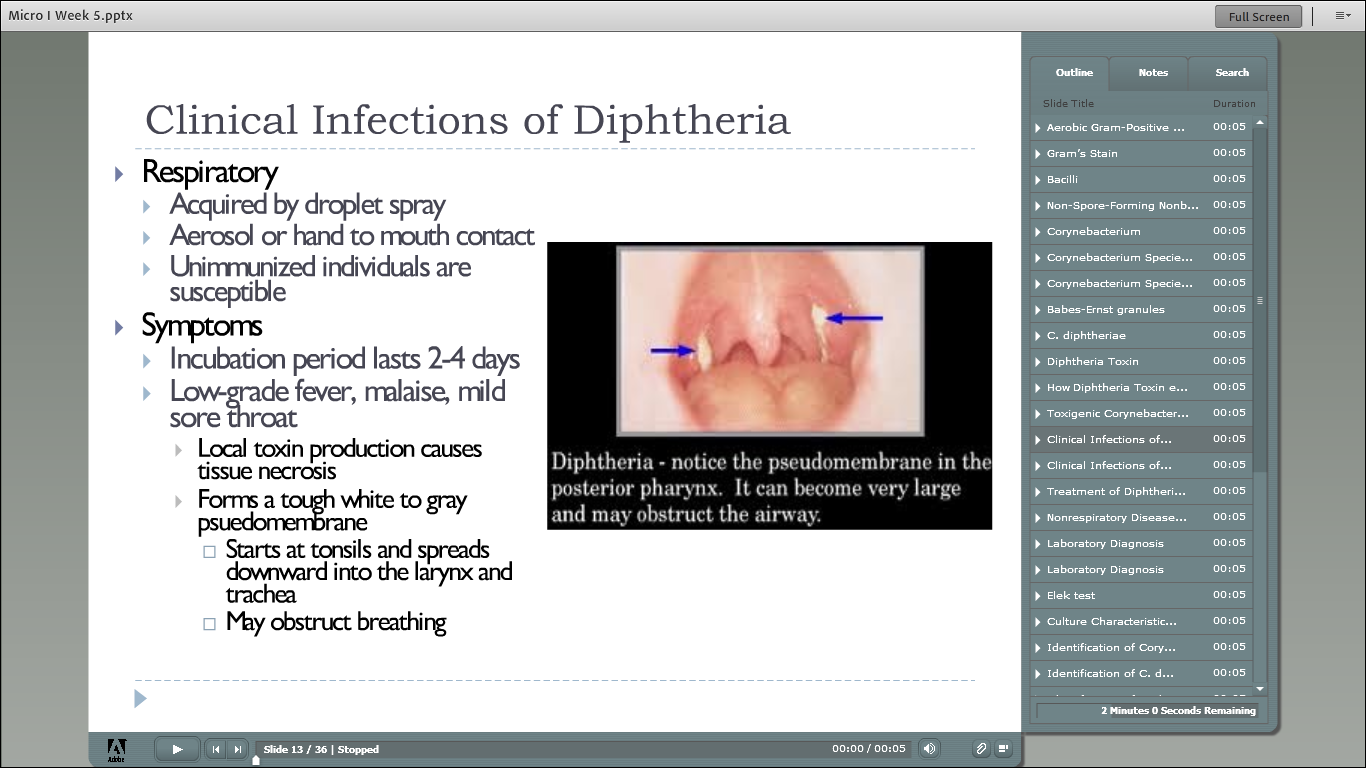 Micro I Week 5.pptx
Full Screen
Clinical Infections of Diphtheria
Respiratory
Acquired by droplet spray
Aerosol or hand to mouth contact
Unimmunized individuals are
susceptible
Symptoms
Incubation period lasts 2-4 days
Low-grade fever, malaise, mild
sore throat
Local toxin production causes
tissue necrosis
Forms a tough white to gray
psuedomembrane
Starts at tonsils and spreads
downward into the larynx and
trachea
May obstruct breathing
Diphtheria - notice the pseudomembrane in the
posterior pharynx. It can become very large
and may obstruct the airway.
Outline Notes Search
Slide Title Duration
Aerobic Gram-Positive ... 00:05
Gram's Stain 00:05
Bacilli 00:05
Non-Spore-Forming Nonb... 00:05
Corynebacterium 00:05
Corynebacterium Specie... 00:05
Corynebacterium Specie... 00:05
Babes-Ernst granules 00:05
C. diphtheriae 00:05
Diphtheria Toxin 00:05
How Diphtheria Toxin e... 00:05
Toxigenic Corynebacter... 00:05
Clinical Infections of... 00:05
Clinical Infections of... 00:05
Treatment of Diphtheri... 00:05
Nonrespiratory Disease... 00:05
Laboratory Diagnosis 00:05
Laboratory Diagnosis 00:05
Elek test 00:05
Culture Characteristic... 00:05
Identification of Cory... 00:05
Identification of C. d... 00:05
2 Minutes 0 Seconds Remaining
Adobe
Slide 13 / 36 | Stopped 00:00 / 00:05